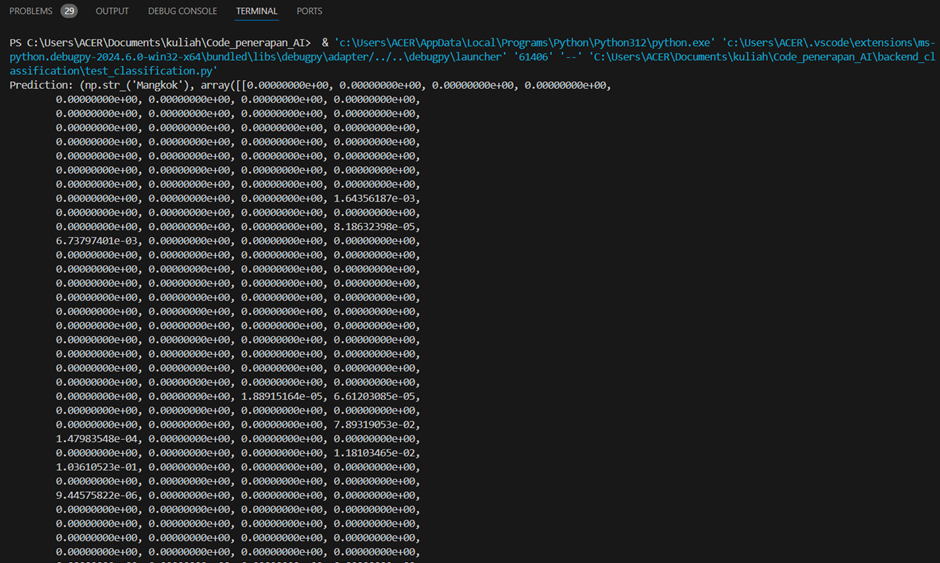 PROBLEMS 29 OUTPUT DEBUG CONSOLE TERMINAL PORTS
PS C:\Users\ACER\Documents\kuliah\Code_penerapan_AI> & 'c:\Users\ACER\AppData\Local\Programs\Python\Python312\python.exe' 'c:\Users\ACER\.vscode\extensions\ms-
python.debugpy-2024.6.0-win32-x64\bundled\libs\debugpy\adapter/../..\debugpy\launcher' '61406' '--' 'C:\Users\ACER\Documents\kuliah\Code_penerapan_AI\backend_cl
assification\test_classification.py'
Prediction: (np.str_('Mangkok'), array([[0.00000000e+00, 0.00000000e+00, 0.00000000e+00, 0.00000000e+00,
0.00000000e+00, 0.00000000e+00, 0.00000000e+00, 0.00000000e+00,
0.00000000e+00, 0.00000000e+00, 0.00000000e+00, 0.00000000e+00,
0.00000000e+00, 0.00000000e+00, 0.00000000e+00, 0.00000000e+00,
0.00000000e+00, 0.00000000e+00, 0.00000000e+00, 0.00000000e+00,
0.00000000e+00, 0.00000000e+00, 0.00000000e+00, 0.00000000e+00,
0.00000000e+00, 0.00000000e+00, 0.00000000e+00, 0.00000000e+00,
0.00000000e+00, 0.00000000e+00, 0.00000000e+00, 0.00000000e+00,
0.00000000e+00, 0.00000000e+00, 0.00000000e+00, 1.64356187e-03,
0.00000000e+00, 0.00000000e+00, 0.00000000e+00, 0.00000000e+00,
0.00000000e+00, 0.00000000e+00, 0.00000000e+00, 8.18632398e-05,
6.73797401e-03, 0.00000000e+00, 0.00000000e+00, 0.00000000e+00,
0.00000000e+00, 0.00000000e+00, 0.00000000e+00, 0.00000000e+00,
0.00000000e+00, 0.00000000e+00, 0.00000000e+00, 0.00000000e+00,
0.00000000e+00, 0.00000000e+00, 0.00000000e+00, 0.00000000e+00,
0.00000000e+00, 0.00000000e+00, 0.00000000e+00, 0.00000000e+00,
0.00000000e+00, 0.00000000e+00, 0.00000000e+00, 0.00000000e+00,
0.00000000e+00, 0.00000000e+00, 0.00000000e+00, 0.00000000e+00,
0.00000000e+00, 0.00000000e+00, 0.00000000e+00, 0.00000000e+00,
0.00000000e+00, 0.00000000e+00, 0.00000000e+00, 0.00000000e+00,
0.00000000e+00, 0.00000000e+00, 0.00000000e+00, 0.00000000e+00,
0.00000000e+00, 0.00000000e+00, 0.00000000e+00, 0.00000000e+00,
0.00000000e+00, 0.00000000e+00, 1.88915164e-05, 6.61203085e-05,
0.00000000e+00, 0.00000000e+00, 0.00000000e+00, 0.00000000e+00,
0.00000000e+00, 0.00000000e+00, 0.00000000e+00, 7.89319053e-02,
1.47983548e-04, 0.00000000e+00, 0.00000000e+00, 0.00000000e+00,
0.00000000e+00, 0.00000000e+00, 0.00000000e+00, 1.18103465e-02,
1.03610523e-01, 0.00000000e+00, 0.00000000e+00, 0.00000000e+00,
0.00000000e+00, 0.00000000e+00, 0.00000000e+00, 0.00000000e+00,
9.44575822e-06, 0.00000000e+00, 0.00000000e+00, 0.00000000e+00,
0.00000000e+00, 0.00000000e+00, 0.00000000e+00, 0.00000000e+00,
0.00000000e+00, 0.00000000e+00, 0.00000000e+00, 0.00000000e+00,
0.00000000e+00, 0.00000000e+00, 0.00000000e+00, 0.00000000e+00,
0.00000000e+00, 0.00000000e+00, 0.00000000e+00, 0.00000000e+00,